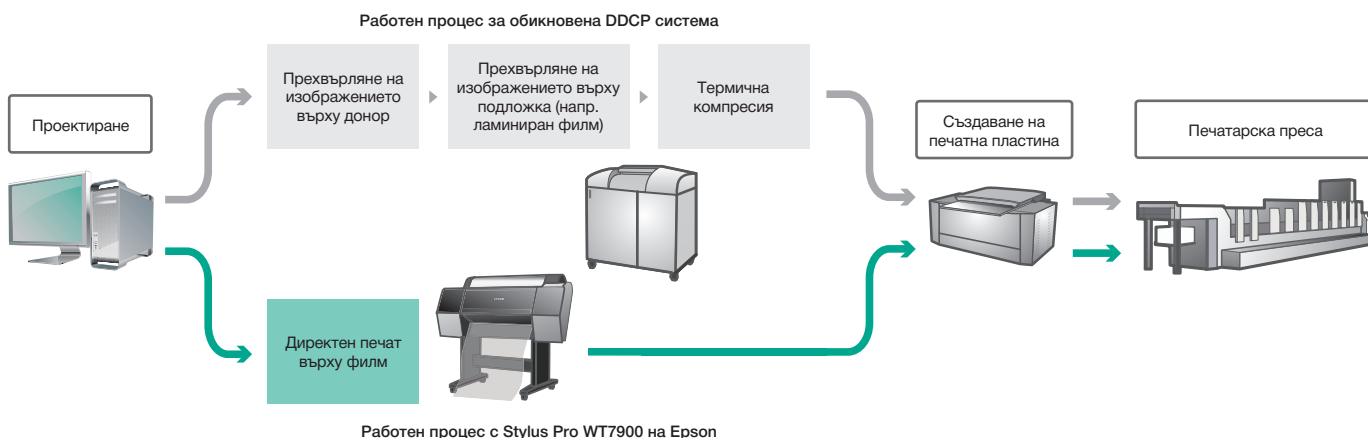 Работен процес за обикновена DDCP система
Прехвърляне на
изображението
върху донор
Прехвърляне на
изображението върху
подложка (напр.
ламиниран филм)
Термична
компресия
Проектиране
Създаване на
печатна пластина
Печатарска преса
EPSON
Директен печат
върху филм
Работен процес с Stylus Pro WT7900 на Epson